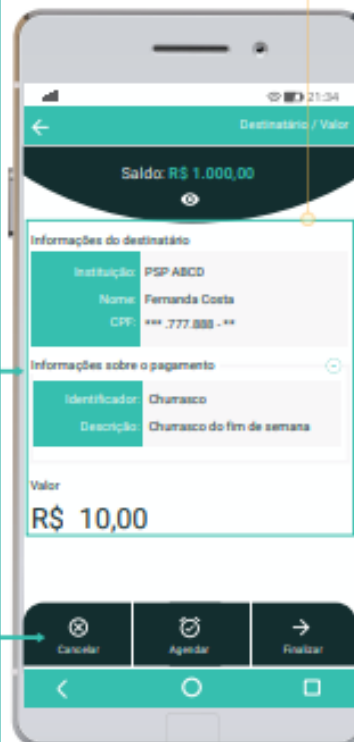 21:34
Destinatário / Valor
Saldo: R$ 1.000,00
Informações do destinatário
Instituição: PSP ABCD
Nome: Fernanda Costa
CPF: ***.777.888-**
Informações sobre o pagamento
Identificador: Churrasco
Descrição: Churrasco do fim de semana
Valor
R$ 10,00
Cancelar Agendar Finalizar